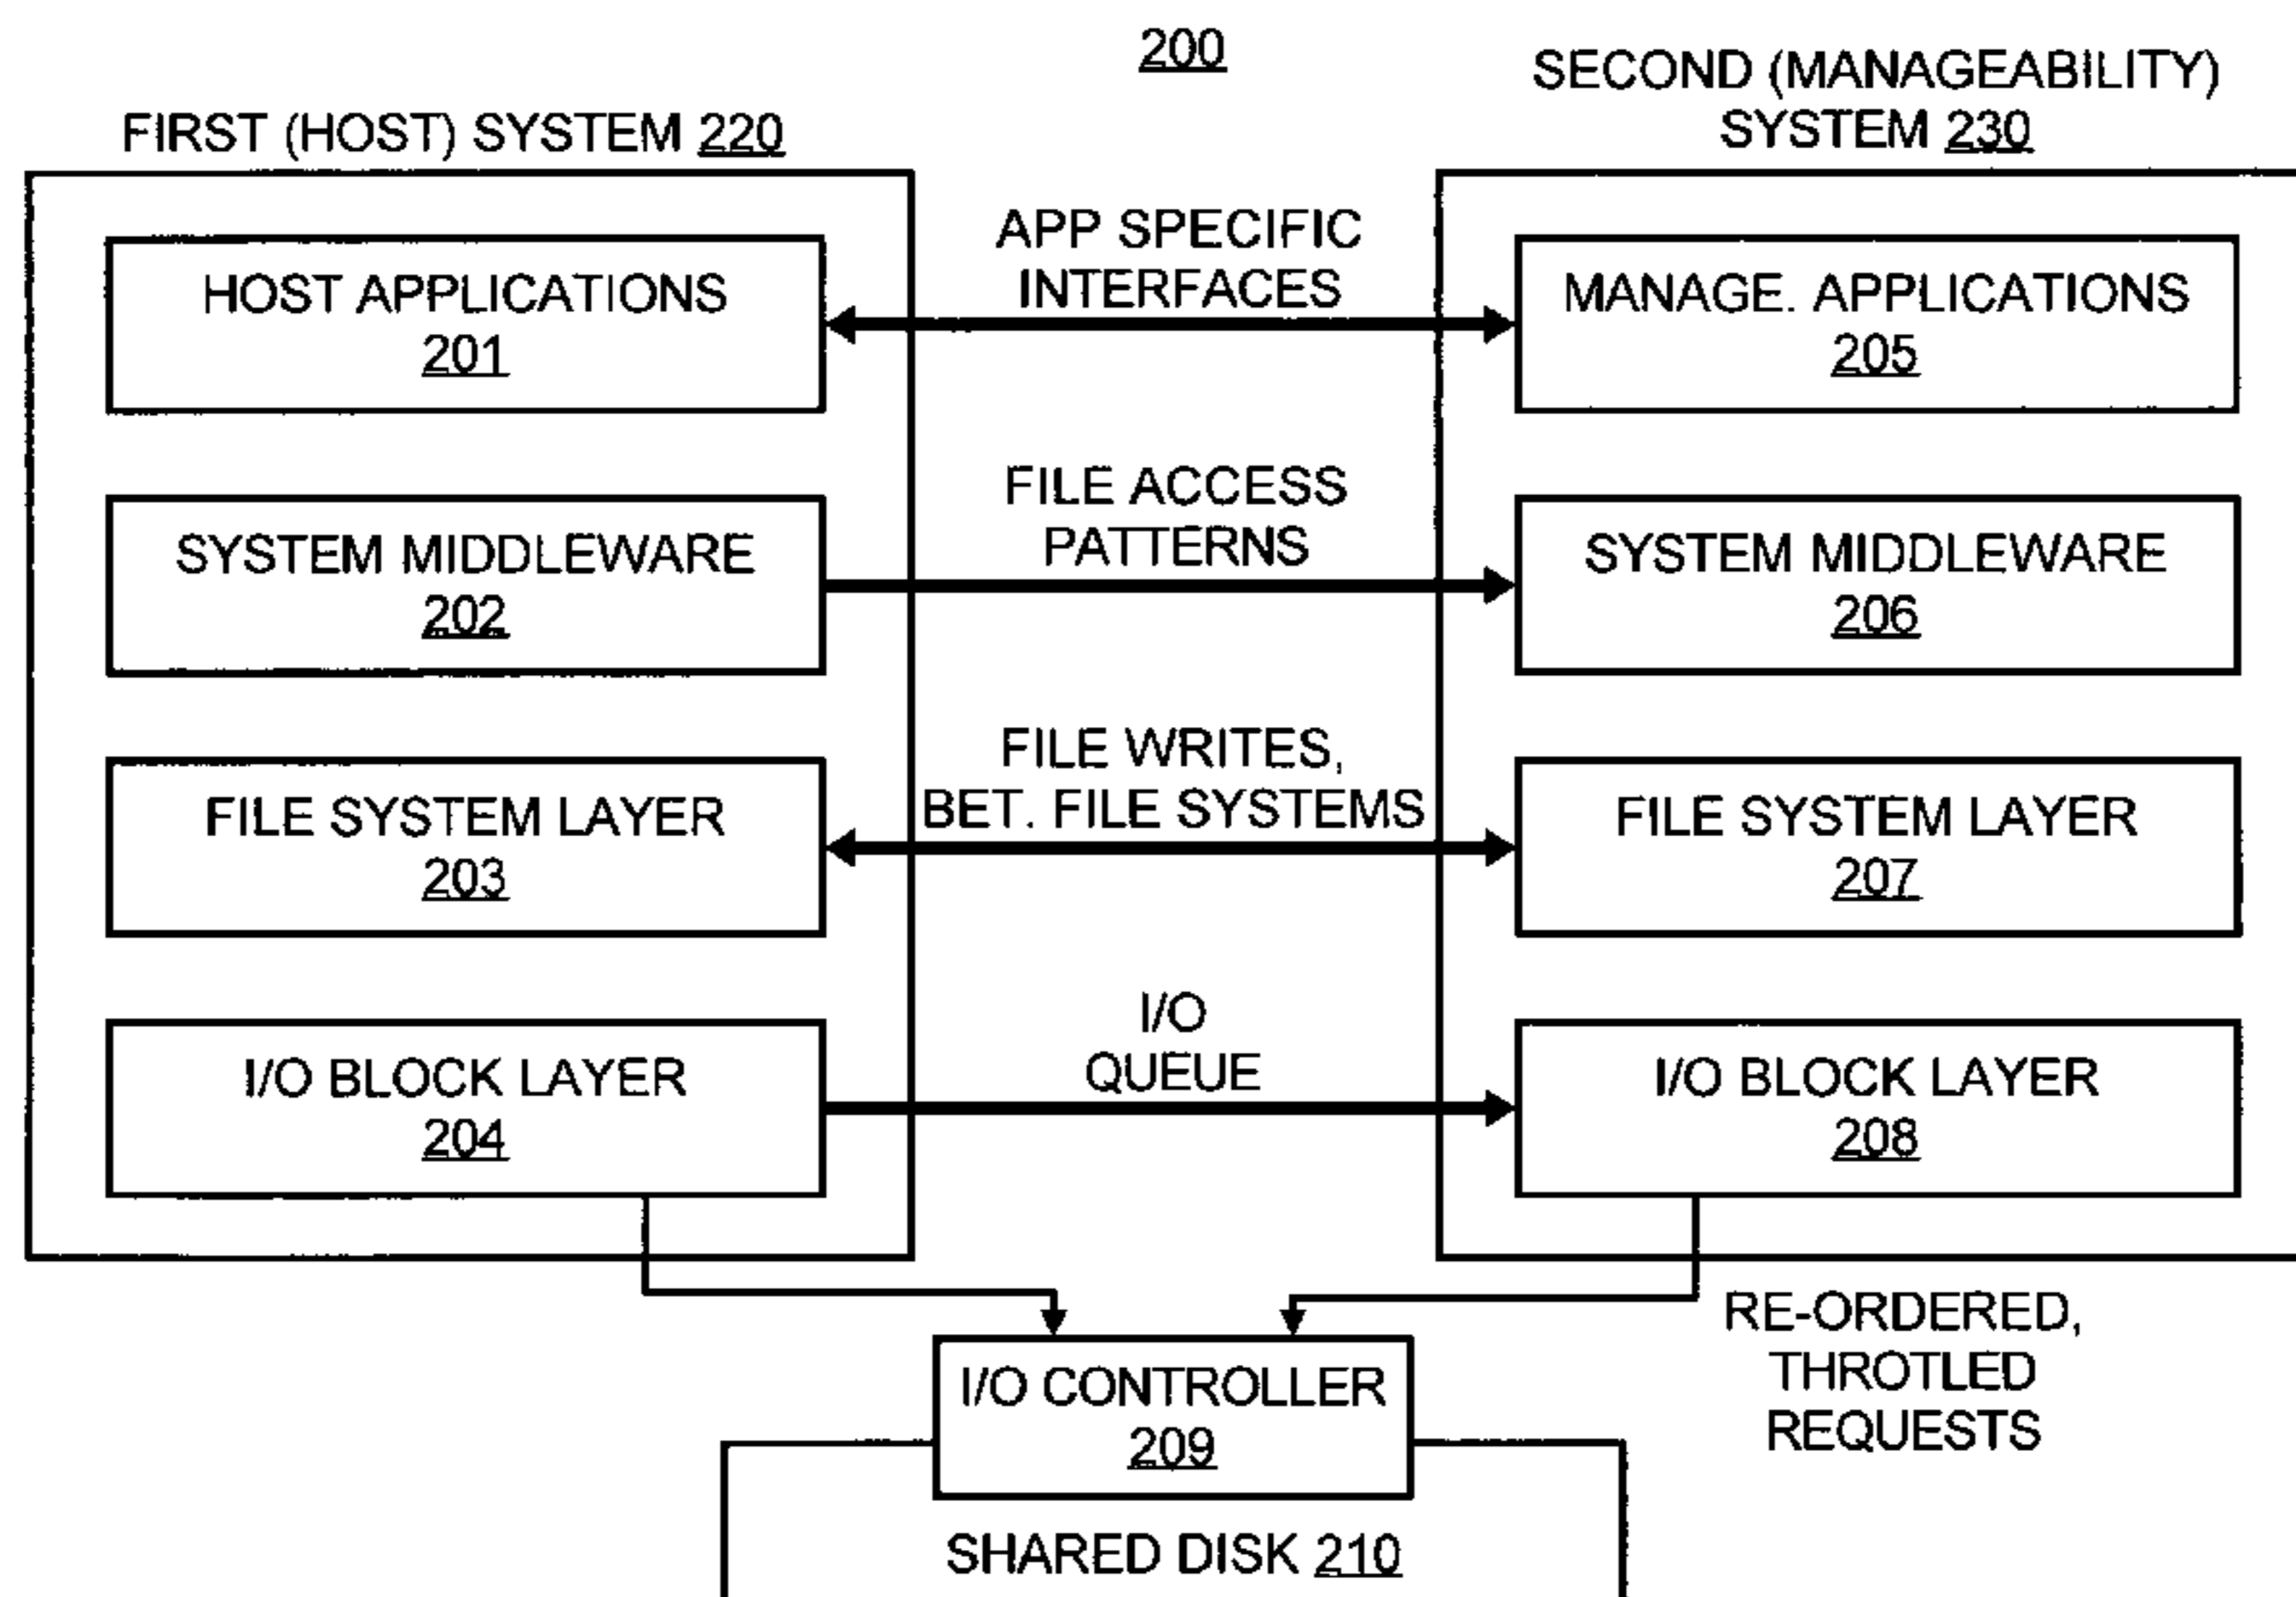 200
FIRST (HOST) SYSTEM 220
SECOND (MANAGEABILITY)
SYSTEM 230
HOST APPLICATIONS
201
APP SPECIFIC
INTERFACES
MANAGE. APPLICATIONS
205
SYSTEM MIDDLEWARE
202
FILE ACCESS
PATTERNS
SYSTEM MIDDLEWARE
206
FILE SYSTEM LAYER
203
FILE WRITES,
BET. FILE SYSTEMS
FILE SYSTEM LAYER
207
I/O BLOCK LAYER
204
I/O
QUEUE
I/O BLOCK LAYER
208
I/O CONTROLLER
209
RE-ORDERED,
THROTLED
REQUESTS
SHARED DISK 210